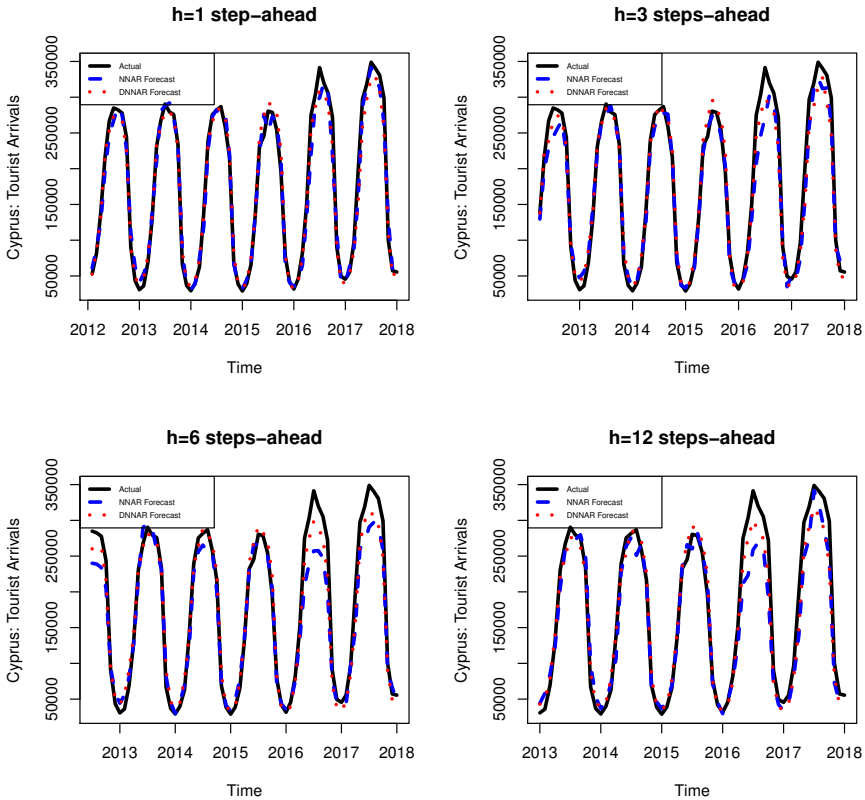 h=1 step−ahead
Cyprus: Tourist Arrivals
350000
250000
150000
50000
Actual
NNAR Forecast
DNNAR Forecast
2012 2013 2014 2015 2016 2017 2018
Time
h=3 steps−ahead
Cyprus: Tourist Arrivals
350000
250000
150000
50000
Actual
NNAR Forecast
DNNAR Forecast
2013 2014 2015 2016 2017 2018
Time
h=6 steps−ahead
Cyprus: Tourist Arrivals
350000
250000
150000
50000
Actual
NNAR Forecast
DNNAR Forecast
2013 2014 2015 2016 2017 2018
Time
h=12 steps−ahead
Cyprus: Tourist Arrivals
350000
250000
150000
50000
Actual
NNAR Forecast
DNNAR Forecast
2013 2014 2015 2016 2017 2018
Time